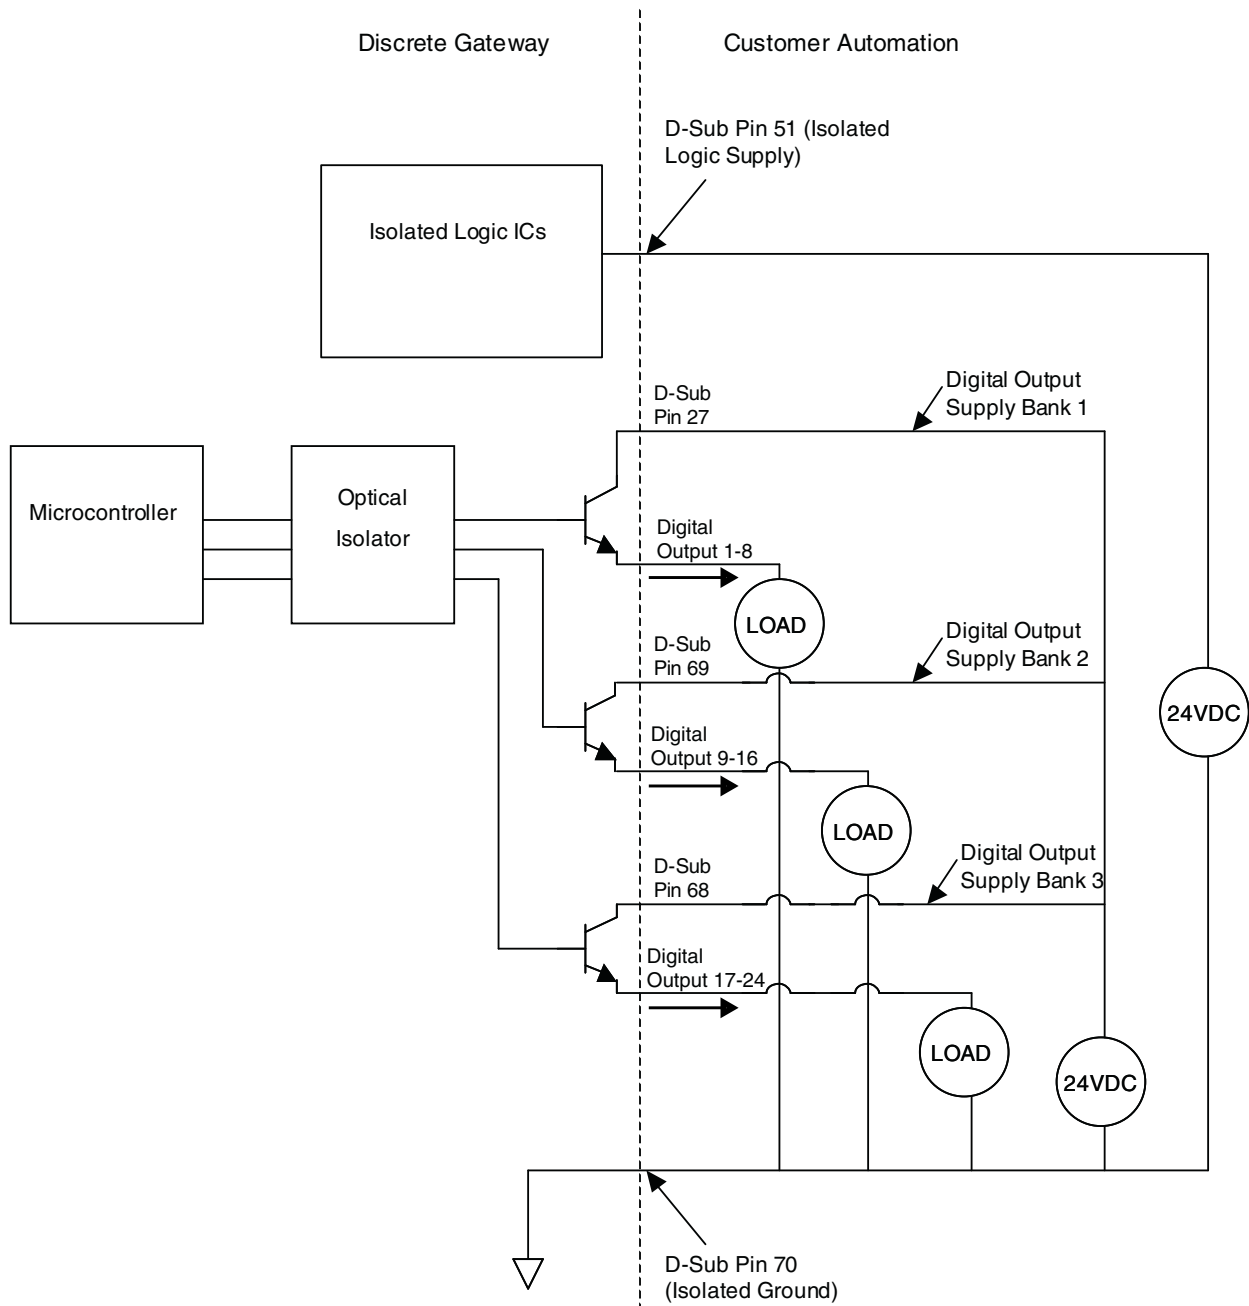 Discrete Gateway
Customer Automation
D-Sub Pin 51 (Isolated
Logic Supply)
Isolated Logic ICs
D-Sub
Pin 27
Digital Output
Supply Bank 1
Microcontroller
Optical
Isolator
Digital
Output 1-8
LOAD
D-Sub
Pin 69
Digital Output
Supply Bank 2
24VDC
Digital
Output 9-16
LOAD
D-Sub
Pin 68
Digital Output
Supply Bank 3
Digital
Output 17-24
LOAD
24VDC
D-Sub Pin 70
(Isolated Ground)